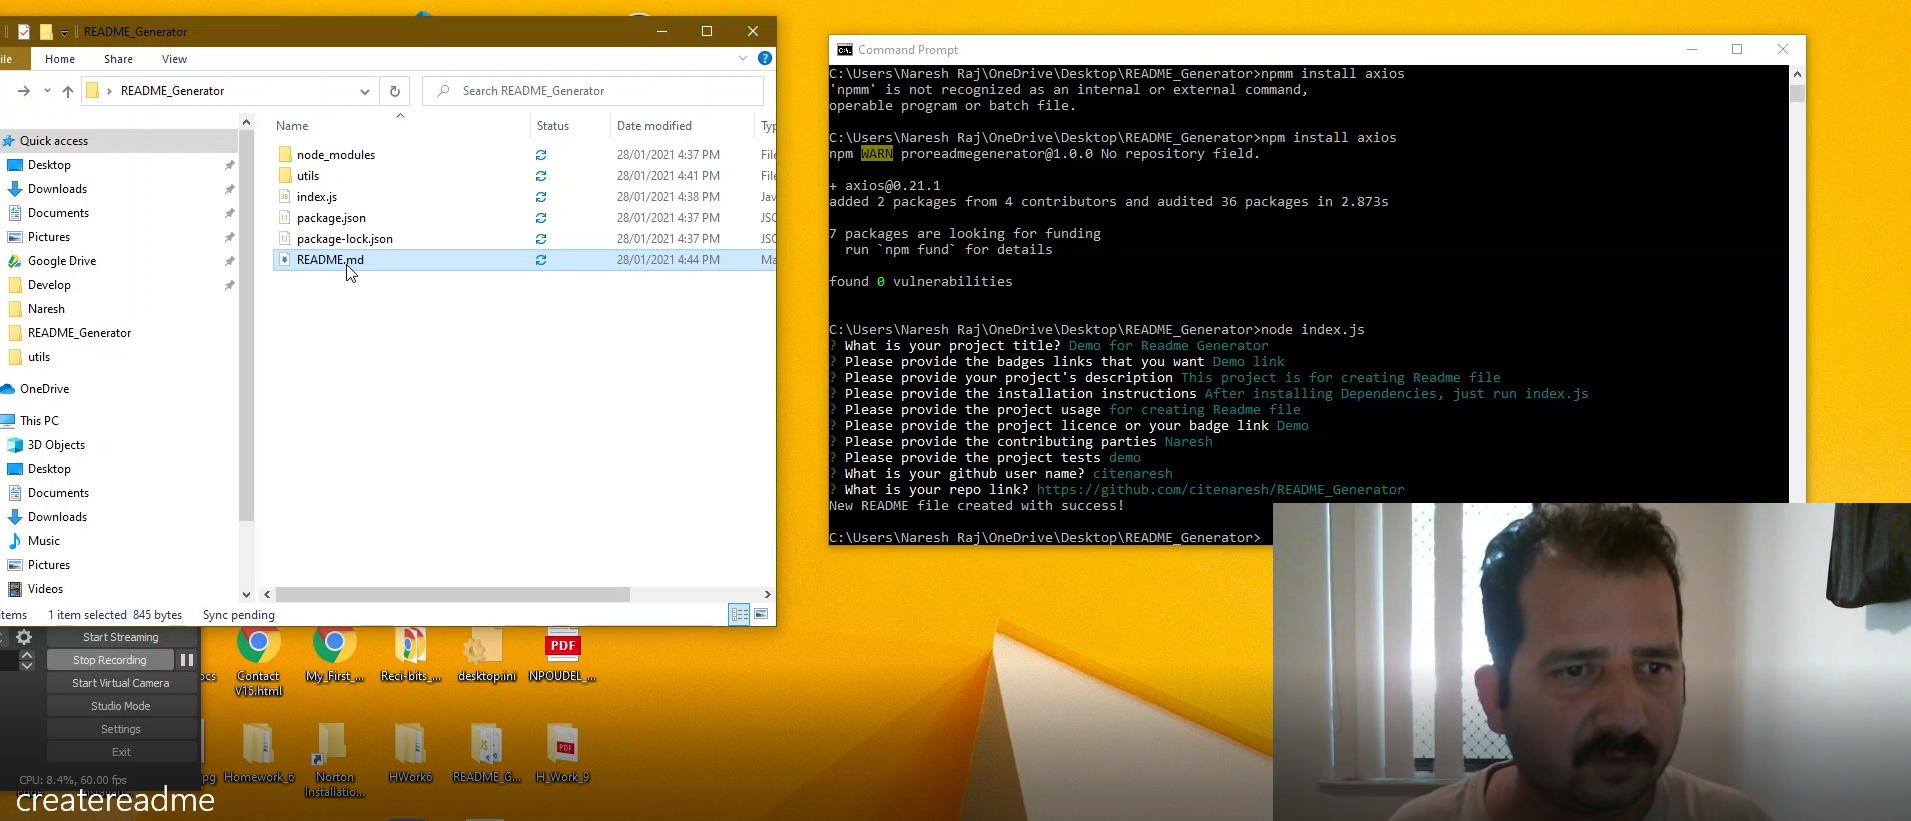 README_Generator
ile
Home
Share
View
README_Generator
Search README_Generator
Name
Status
Date modified
Quick access
Desktop
Downloads
Documents
Pictures
Google Drive
Develop
Naresh
README_Generator
utils
OneDrive
This PC
3D Objects
Desktop
Documents
Downloads
Music
Pictures
Videos
node_modules 28/01/2021 4:37 PM File
utils 28/01/2021 4:41 PM File
index.js 28/01/2021 4:38 PM Jav
package.json 28/01/2021 4:37 PM JSO
package-lock.json 28/01/2021 4:37 PM JSO
README.md 28/01/2021 4:44 PM Ma
items 1 item selected 845 bytes Sync pending
Command Prompt
C:\Users\Naresh Raj\OneDrive\Desktop\README_Generator>npmm install axios
'npmm' is not recognized as an internal or external command,
operable program or batch file.
C:\Users\Naresh Raj\OneDrive\Desktop\README_Generator>npm install axios
npm WARN proreadmegenerator@1.0.0 No repository field.
+ axios@0.21.1
added 2 packages from 4 contributors and audited 36 packages in 2.873s
7 packages are looking for funding
run `npm fund` for details
found 0 vulnerabilities
C:\Users\Naresh Raj\OneDrive\Desktop\README_Generator>node index.js
? What is your project title? Demo for Readme Generator
? Please provide the badges links that you want Demo link
? Please provide your project's description This project is for creating Readme file
? Please provide the installation instructions After installing Dependencies, just run index.js
? Please provide the project usage for creating Readme file
? Please provide the project licence or your badge link Demo
? Please provide the contributing parties Naresh
? Please provide the project tests demo
? What is your github user name? citenaresh
? What is your repo link? https://github.com/citenaresh/README_Generator
New README file created with success!
C:\Users\Naresh Raj\OneDrive\Desktop\README_Generator>
Start Streaming
Stop Recording
Start Virtual Camera
Studio Mode
Settings
Exit
CPU: 8.4%, 60.00 fps
ocs
Contact
V15.html
My_First_...
Reci-bits_...
desktop.ini
PDF
NPOUDEL_...
pg
Homework_6
Norton
Installatio...
HWork6
README_G...
PDF
H_Work_9
createreadme